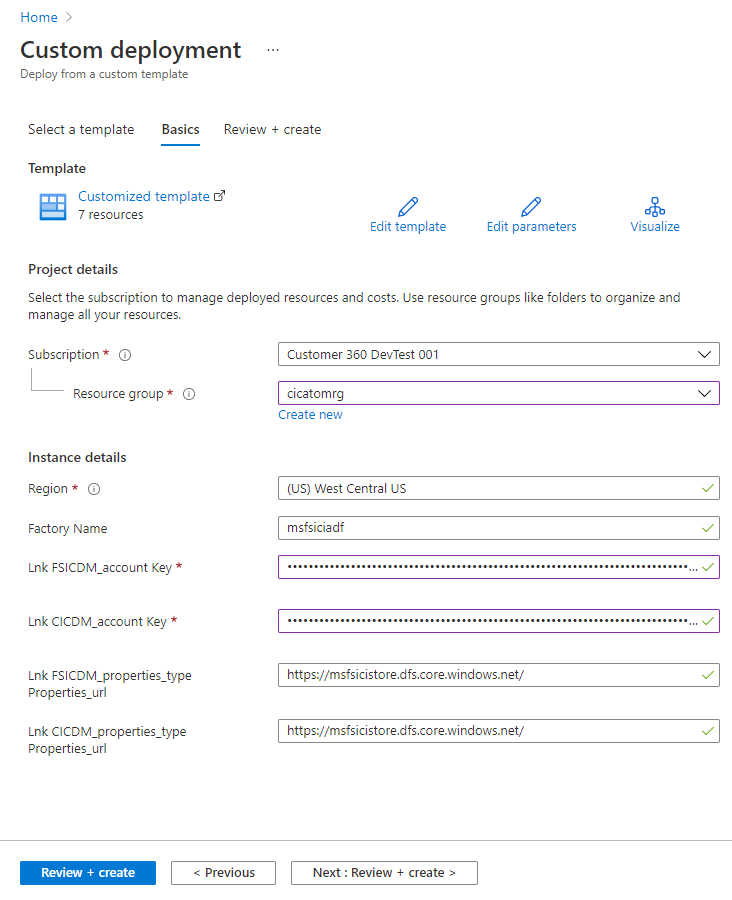 Home >
Custom deployment ...
Deploy from a custom template
Select a template Basics Review + create
Template
Customized template
7 resources
Edit template Edit parameters Visualize
Project details
Select the subscription to manage deployed resources and costs. Use resource groups like folders to organize and
manage all your resources.
Subscription * Customer 360 DevTest 001
Resource group * cicatomrg
Create new
Instance details
Region * (US) West Central US
Factory Name msfsiciadf
Lnk FSICDM_account Key *
Lnk CICDM_account Key *
Lnk FSICDM_properties_type
Properties_url
https://msfsicistore.dfs.core.windows.net/
Lnk CICDM_properties_type
Properties_url
https://msfsicistore.dfs.core.windows.net/
Review + create < Previous Next : Review + create >